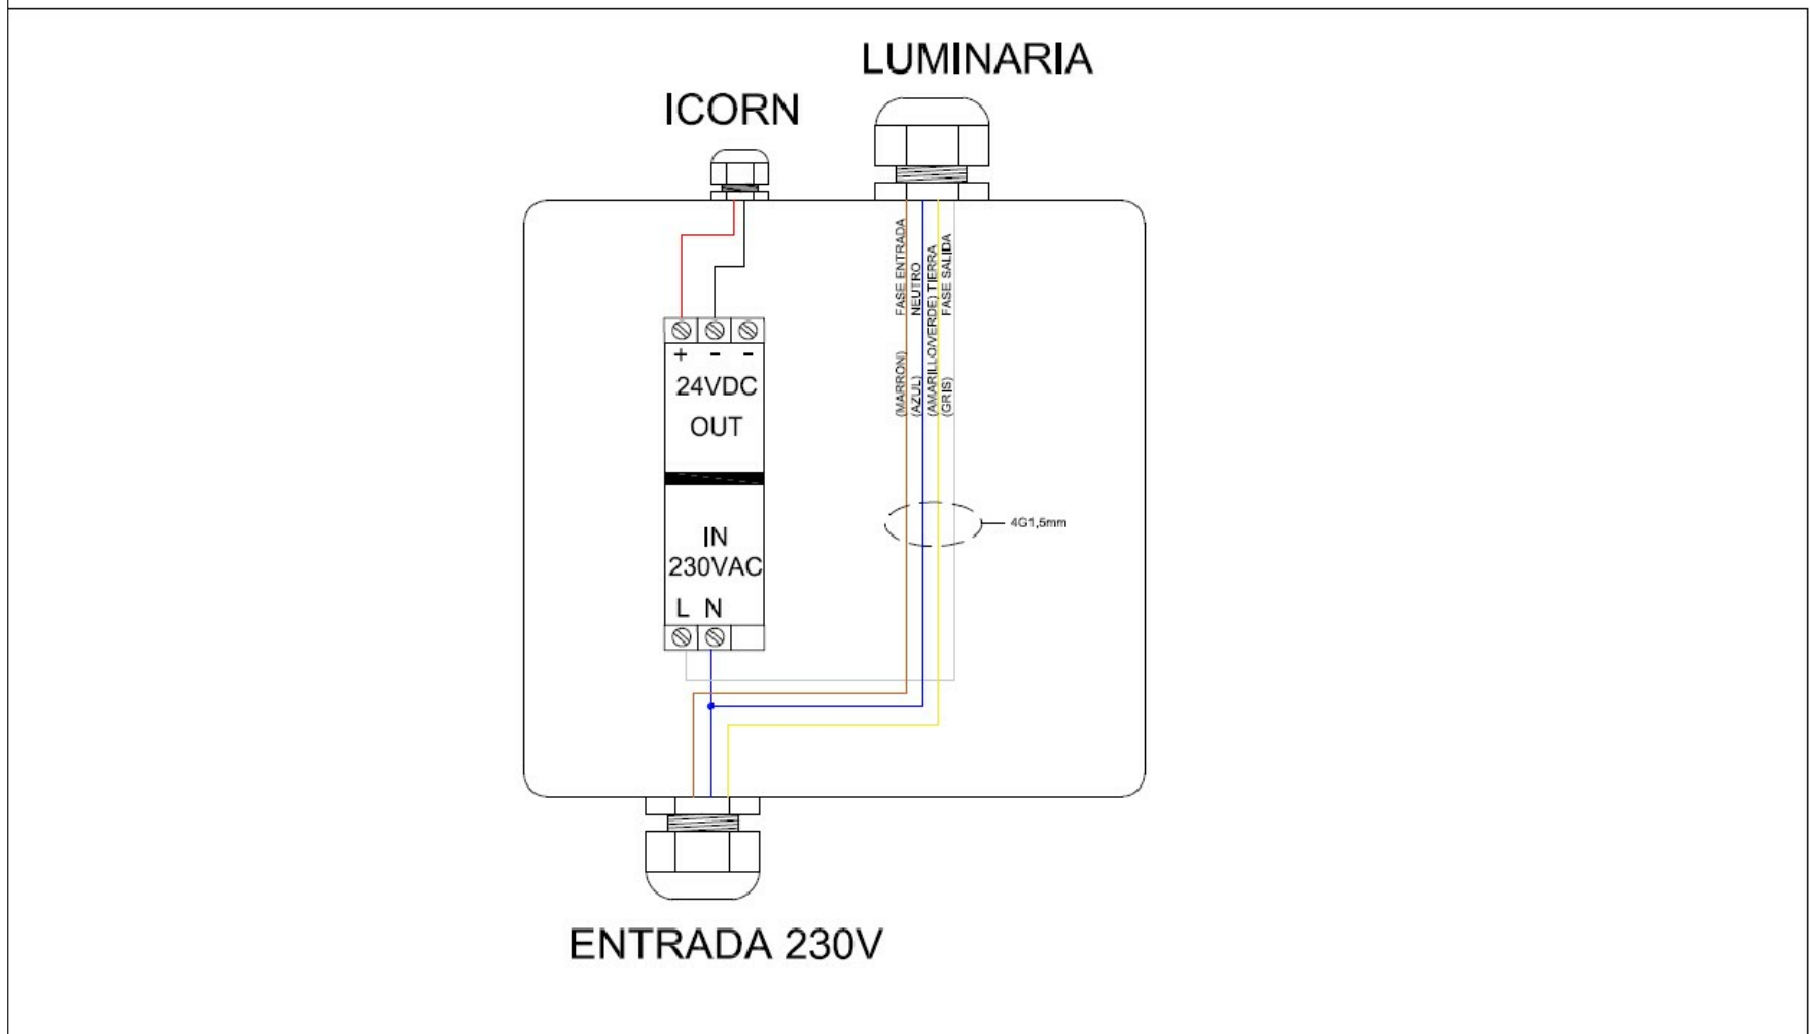 LUMINARIA
ICORN
FASE ENTRADA
NEUTRO
(AMARILLO/VERDE) TIERRA
FASE SALIDA
(MARRON)
(AZUL)
(GRIS)
+ - -
24VDC
OUT
IN
230VAC
L N
4G1,5mm
ENTRADA 230V